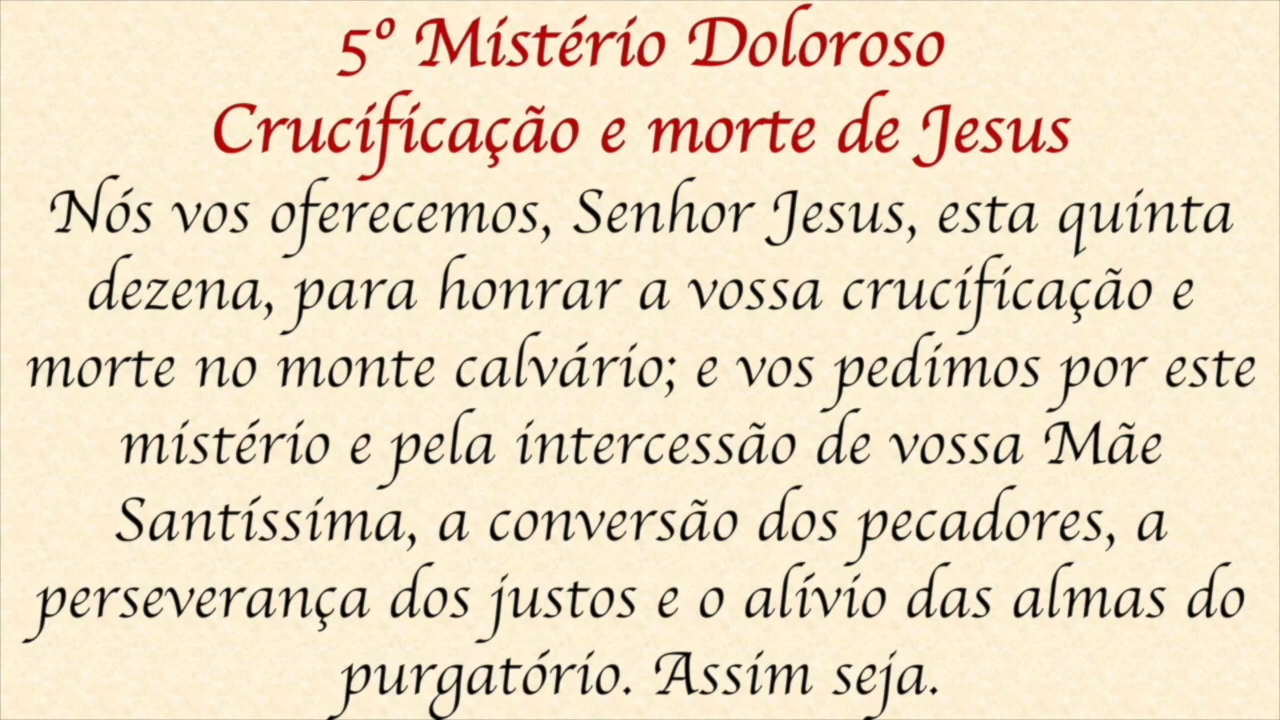 5º Mistério Doloroso
Crucificação e morte de Jesus
Nós vos oferecemos, Senhor Jesus, esta quinta
dezena, para honrar a vossa crucificação e
morte no monte calvário; e vos pedimos por este
mistério e pela intercessão de vossa Mãe
Santíssima, a conversão dos pecadores, a
perseverança dos justos e o alívio das almas do
purgatório. Assim seja.